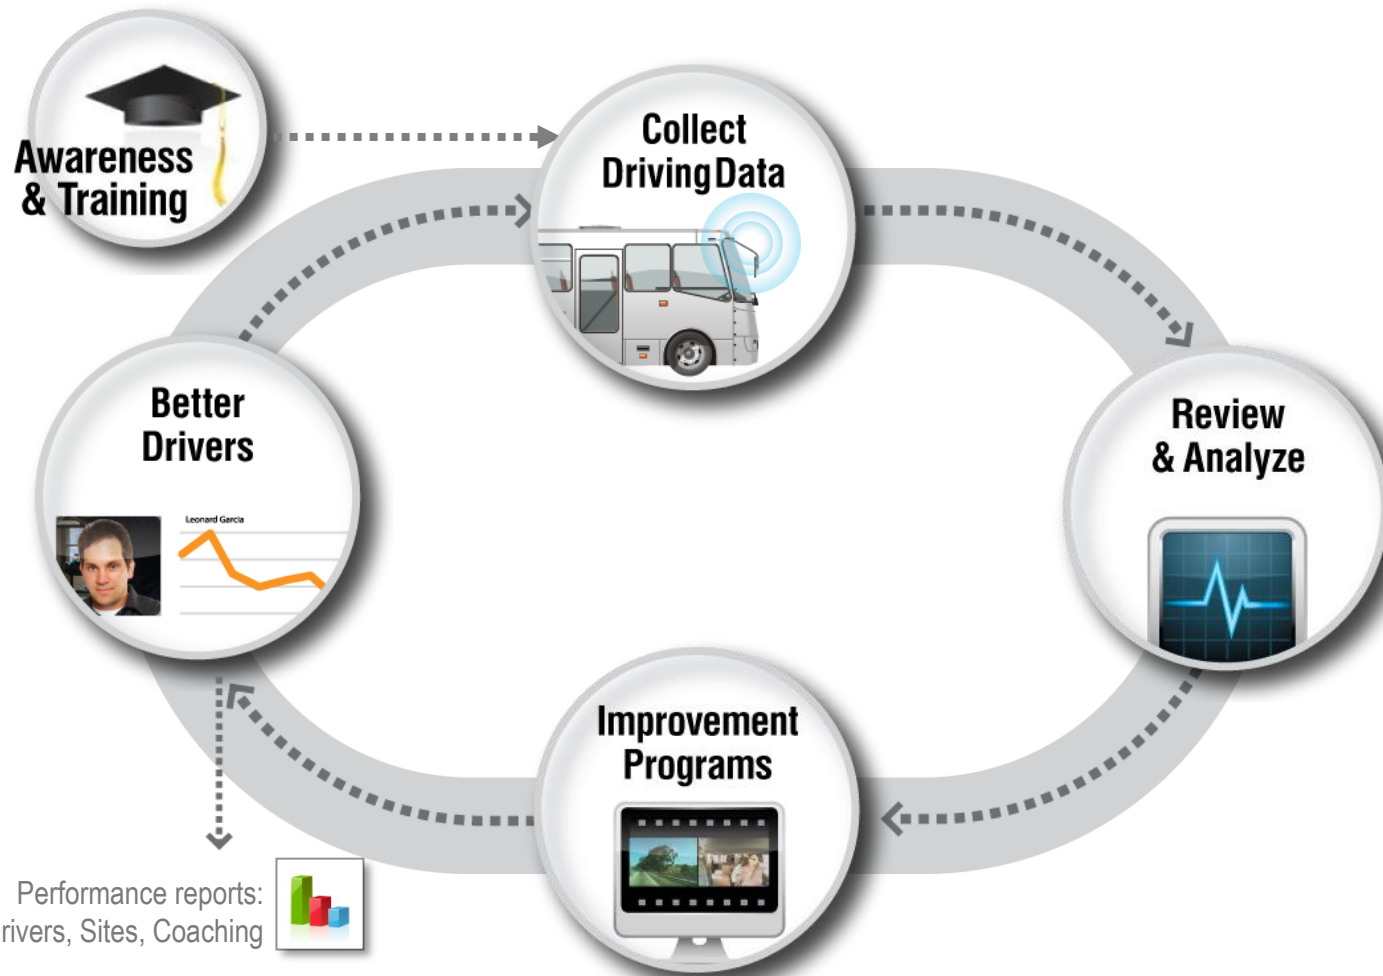 Awareness
& Training
Collect
Driving Data
Review
& Analyze
Improvement
Programs
Better
Drivers
Leonard Garcia
Performance reports:
rivers, Sites, Coaching